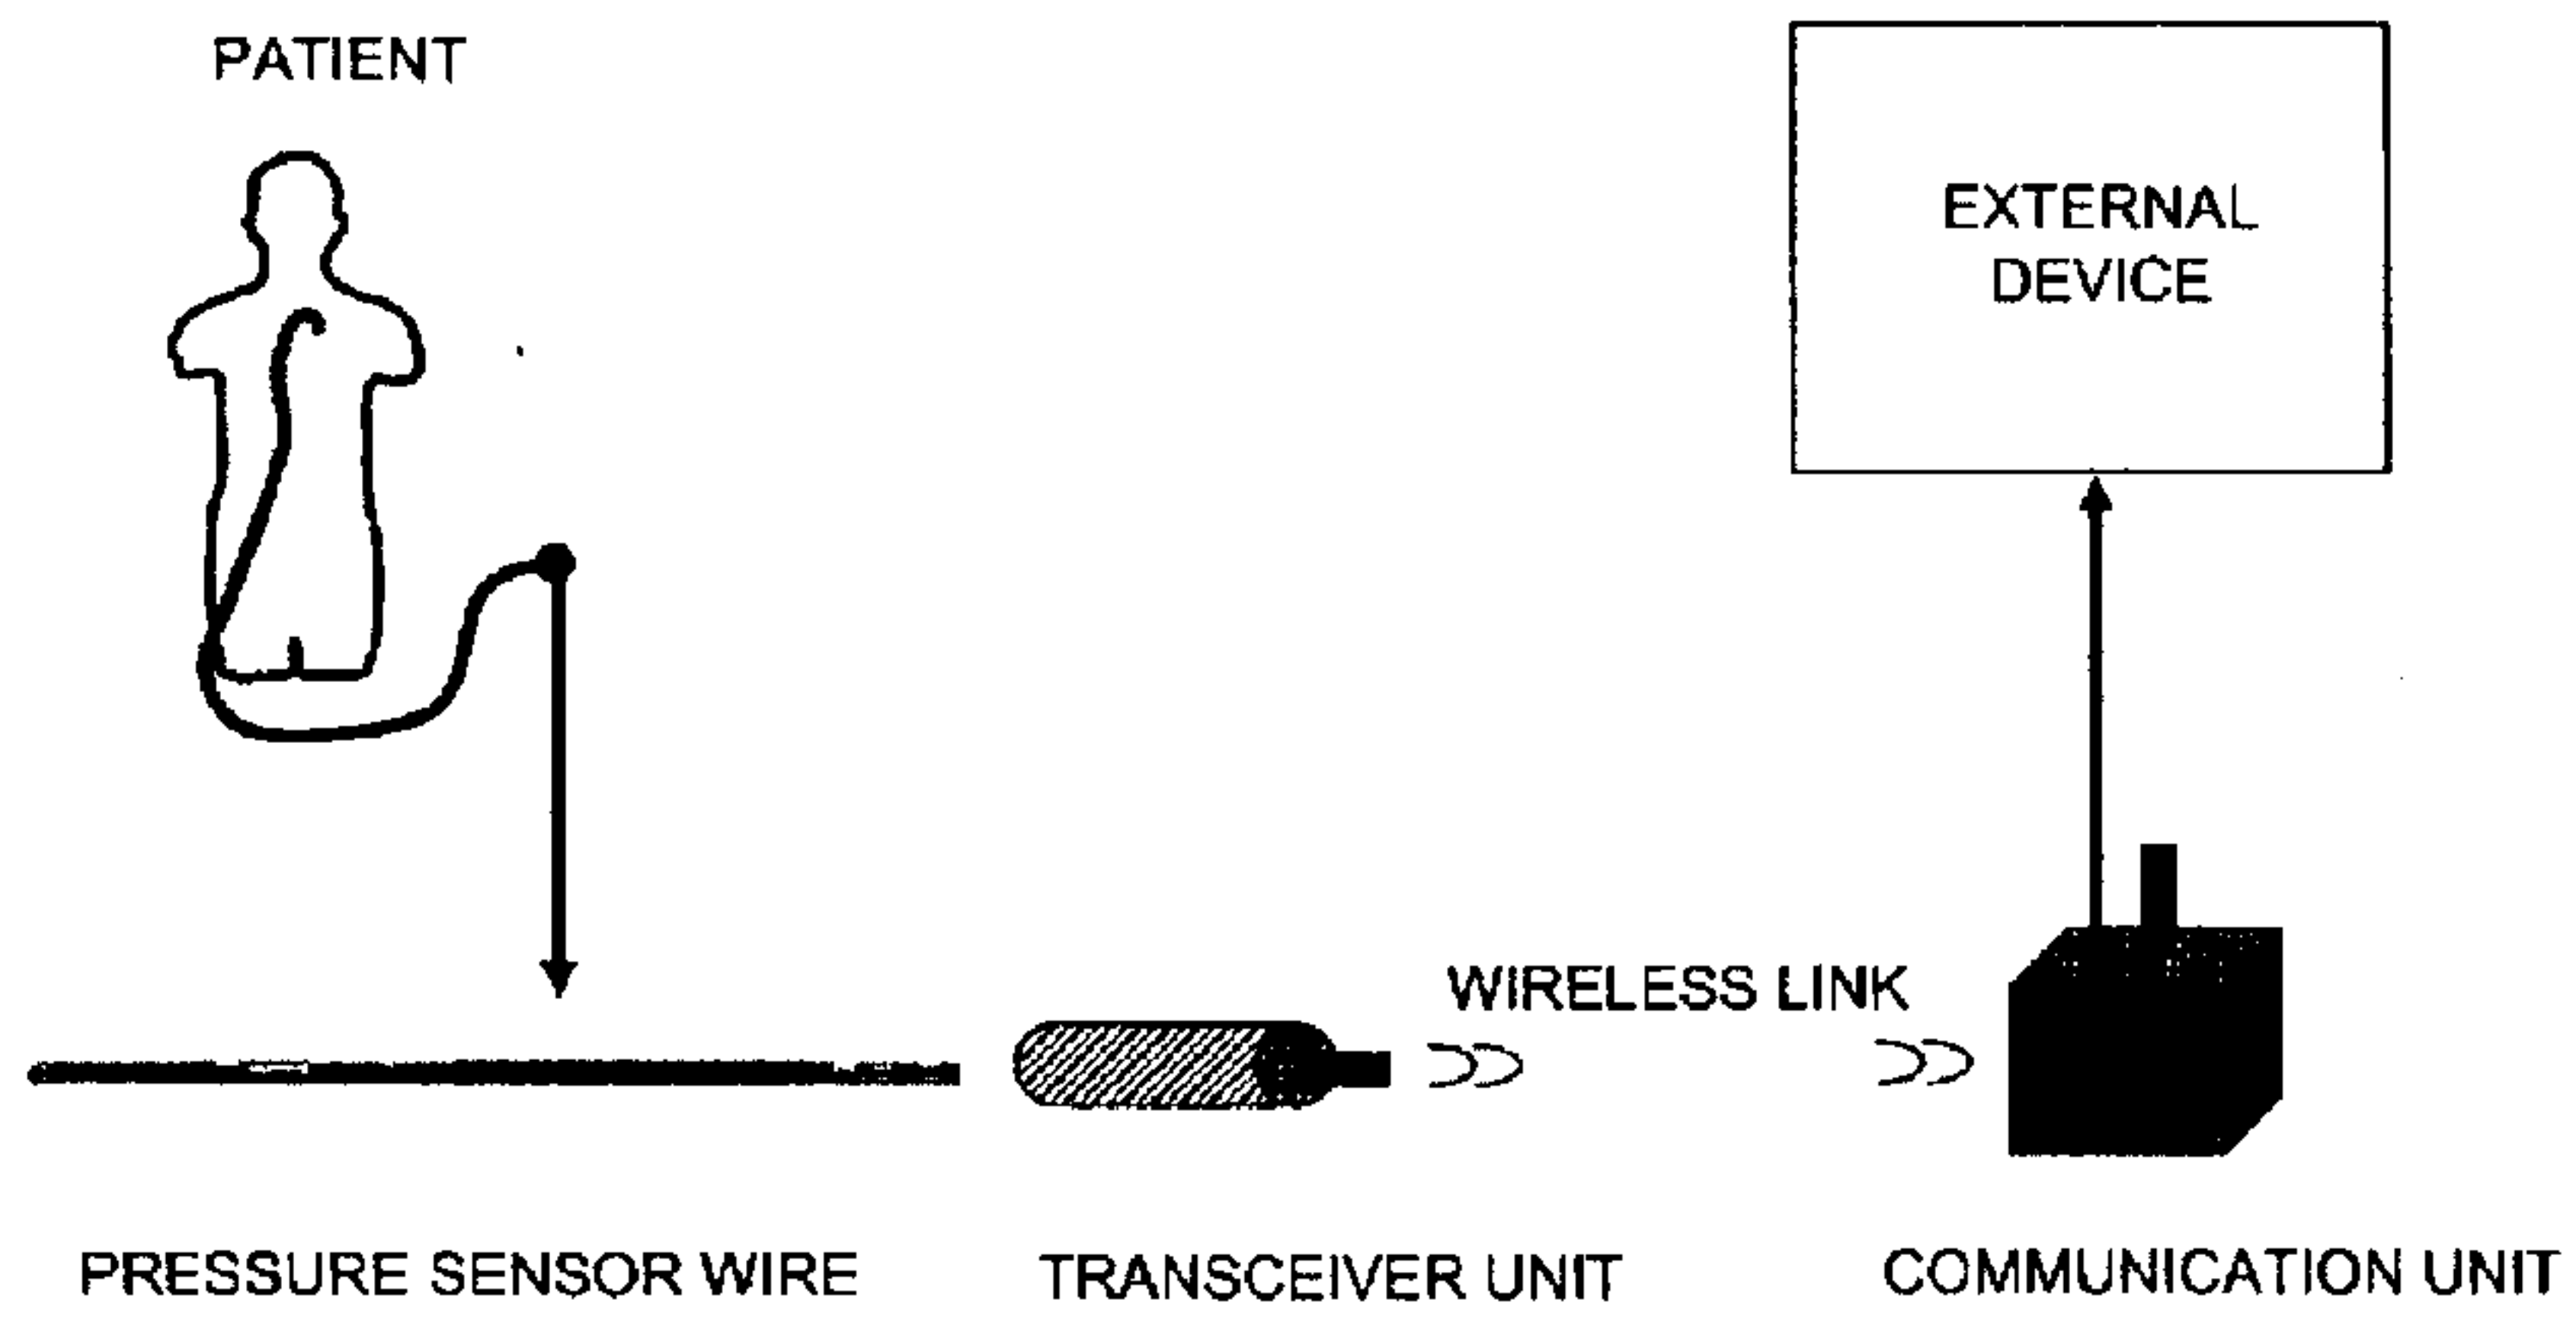 PATIENT
EXTERNAL
DEVICE
WIRELESS LINK
PRESSURE SENSOR WIRE
TRANSCEIVER UNIT
COMMUNICATION UNIT